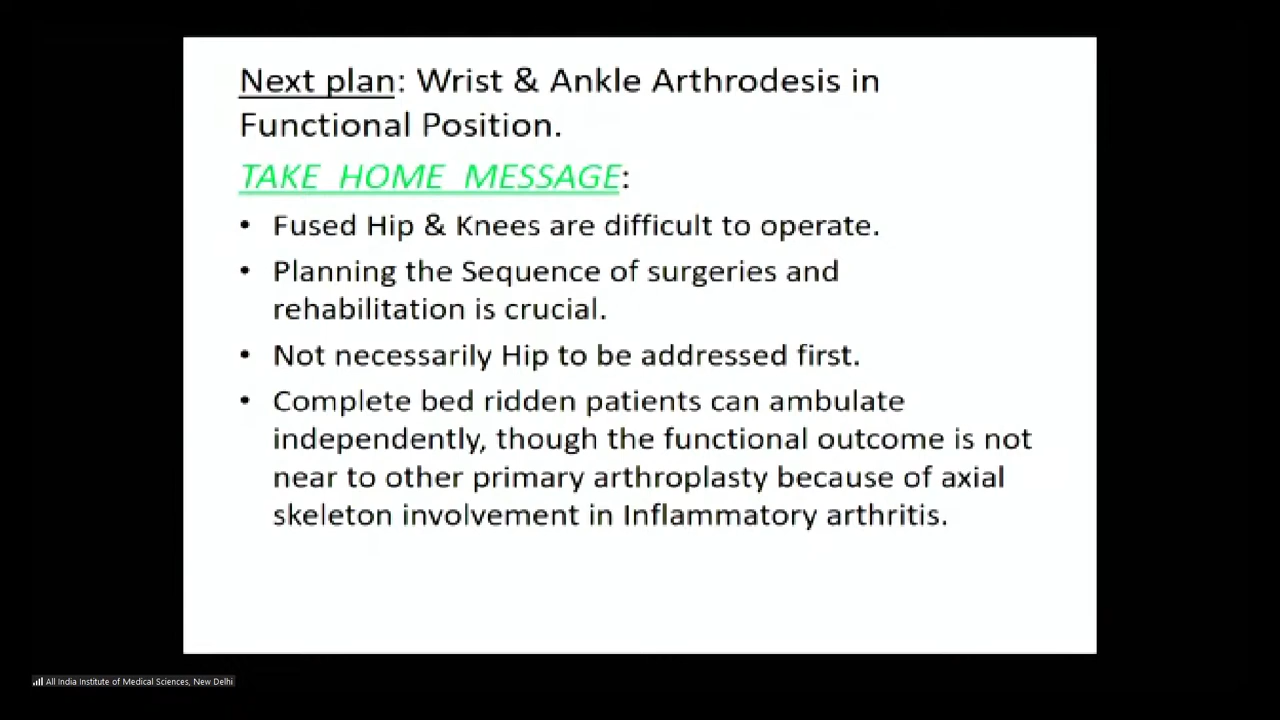 Next plan: Wrist & Ankle Arthrodesis in
Functional Position.
TAKE HOME MESSAGE:
• Fused Hip & Knees are difficult to operate.
• Planning the Sequence of surgeries and
rehabilitation is crucial.
• Not necessarily Hip to be addressed first.
• Complete bed ridden patients can ambulate
independently, though the functional outcome is not
near to other primary arthroplasty because of axial
skeleton involvement in Inflammatory arthritis.
All India Institute of Medical Sciences, New Delhi